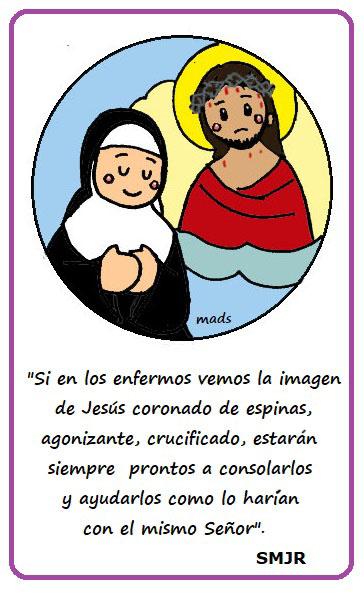 mads
"Si en los enfermos vemos la imagen
de Jesús coronado de espinas,
agonizante, crucificado, estarán
siempre prontos a consolarlos
y ayudarlos como lo harían
con el mismo Señor".
SMJR